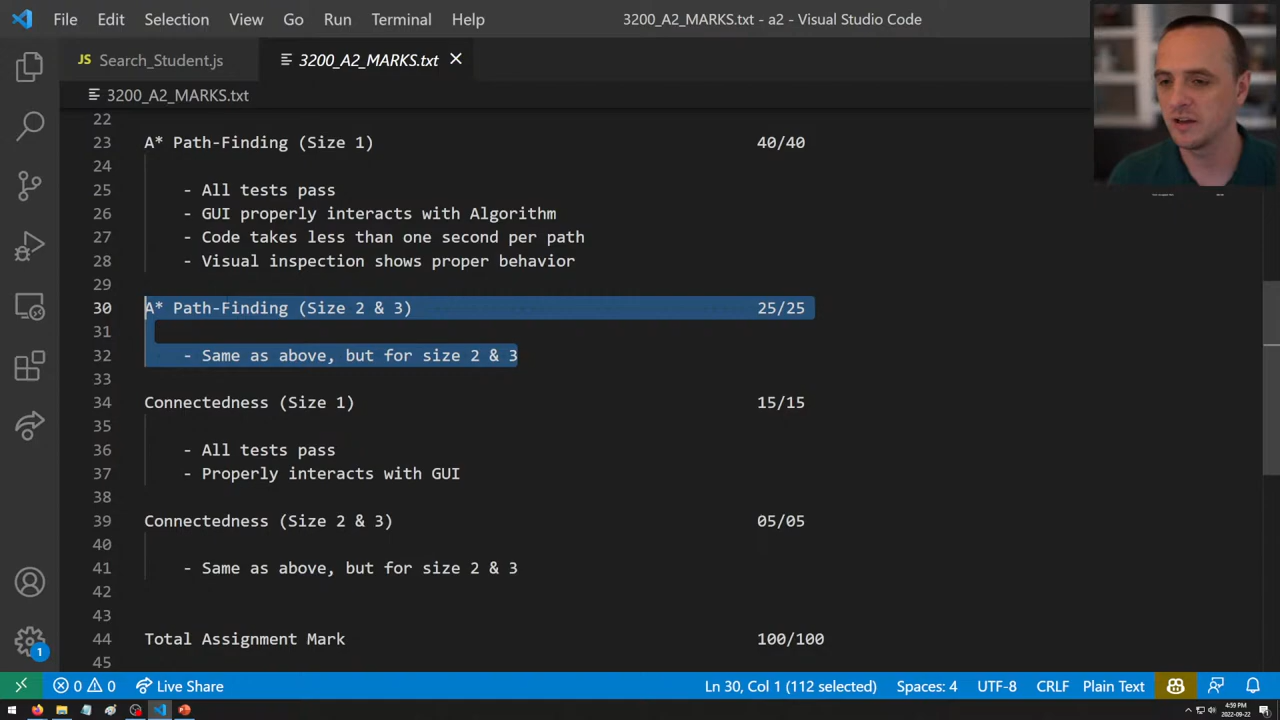 File Edit Selection View Go Run Terminal Help 3200_A2_MARKS.txt - a2 - Visual Studio Code
JS Search_Student.js 3200_A2_MARKS.txt
3200_A2_MARKS.txt
22
23 A* Path-Finding (Size 1) 40/40
24
25 - All tests pass
26 - GUI properly interacts with Algorithm
27 - Code takes less than one second per path
28 - Visual inspection shows proper behavior
29
30 A* Path-Finding (Size 2 & 3) 25/25
31
32 - Same as above, but for size 2 & 3
33
34 Connectedness (Size 1) 15/15
35
36 - All tests pass
37 - Properly interacts with GUI
38
39 Connectedness (Size 2 & 3) 05/05
40
41 - Same as above, but for size 2 & 3
42
43
44 Total Assignment Mark 100/100
45
1
0 0 Live Share Ln 30, Col 1 (112 selected) Spaces: 4 UTF-8 CRLF Plain Text
4:59 PM
2022-09-22